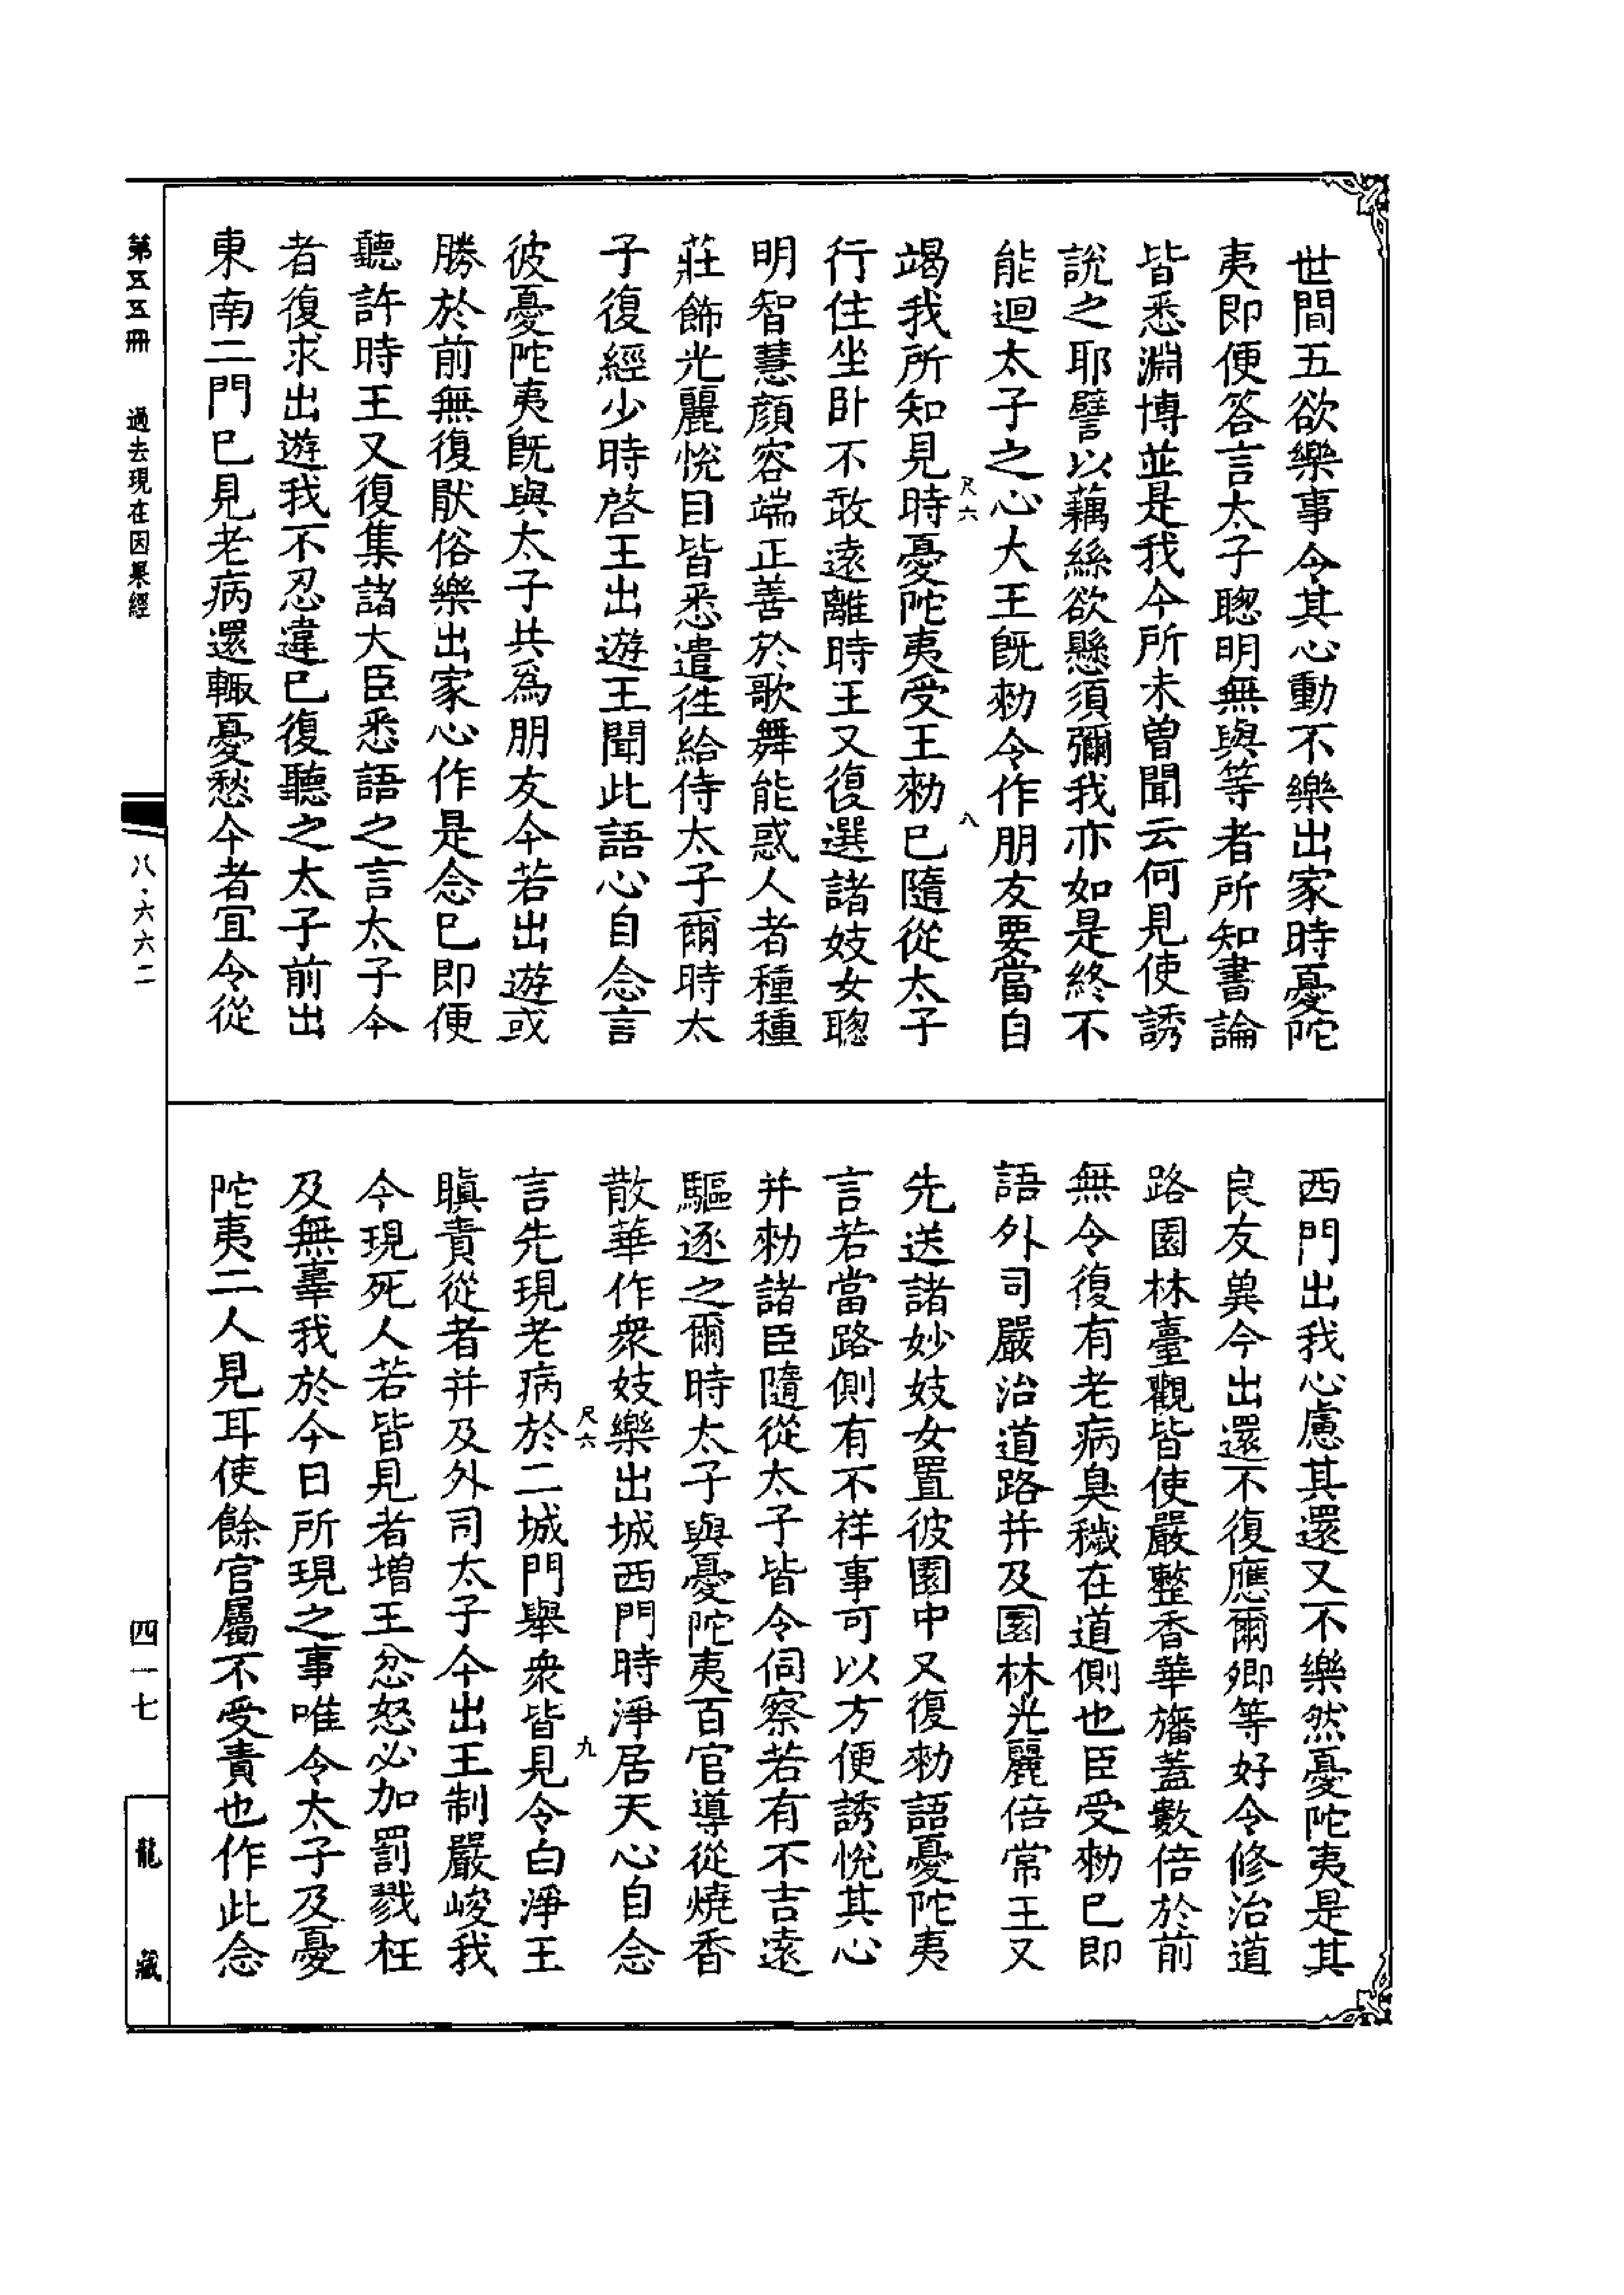 世間五欲樂事令其心動不樂出家時憂陀
夷即便答言太子聰明無與等者所知書論
皆悉淵博並是我今所未曽聞云何見使誘
說之耶譬以藕絲欲懸須彌我亦如是終不
能迴太子之心大王旣勑令作朋友要當自
尺六 八
竭我所知見時憂陀夷受王勑已隨從太子
行住坐卧不敢遠離時王又復選諸妓女聰
明智慧顔容端正善於歌舞能惑人者種種
莊飾光麗恱目皆悉遣徃給侍太子爾時太
子復經少時啓王出遊王聞此語心自念言
彼憂陀夷旣與太子共爲朋友今若出遊或
勝於前無復猒俗樂出家心作是念已即便
聽許時王又復集諸大臣悉語之言太子今
者復求出遊我不忍違已復聽之太子前出
東南二門已見老病還輙憂愁今者宜令從
西門出我心慮其還又不樂然憂陀夷是其
良友兾今出還不復應爾卿等好令修治道
路園林臺觀皆使嚴整香華旛蓋數倍於前
無令復有老病臭穢在道側也臣受勑已即
語外司嚴治道路并及園林光麗倍常王又
先送諸妙妓女置彼園中又復勑語憂陀夷
言若當路側有不祥事可以方便誘恱其心
并勑諸臣隨從太子皆令伺察若有不吉遠
驅逐之爾時太子與憂陀夷百官導從燒香
散華作衆妓樂出城西門時淨居天心自念
尺六 九
言先現老病於二城門舉衆皆見令白淨王
瞋責從者并及外司太子今出王制嚴峻我
今現死人若皆見者增王忿怒必加罰戮枉
及無辜我於今日所現之事唯令太子及憂
陀夷二人見耳使餘官屬不受責也作此念
第五五冊 過去現在因果經
八·六六二
四一七
龍藏